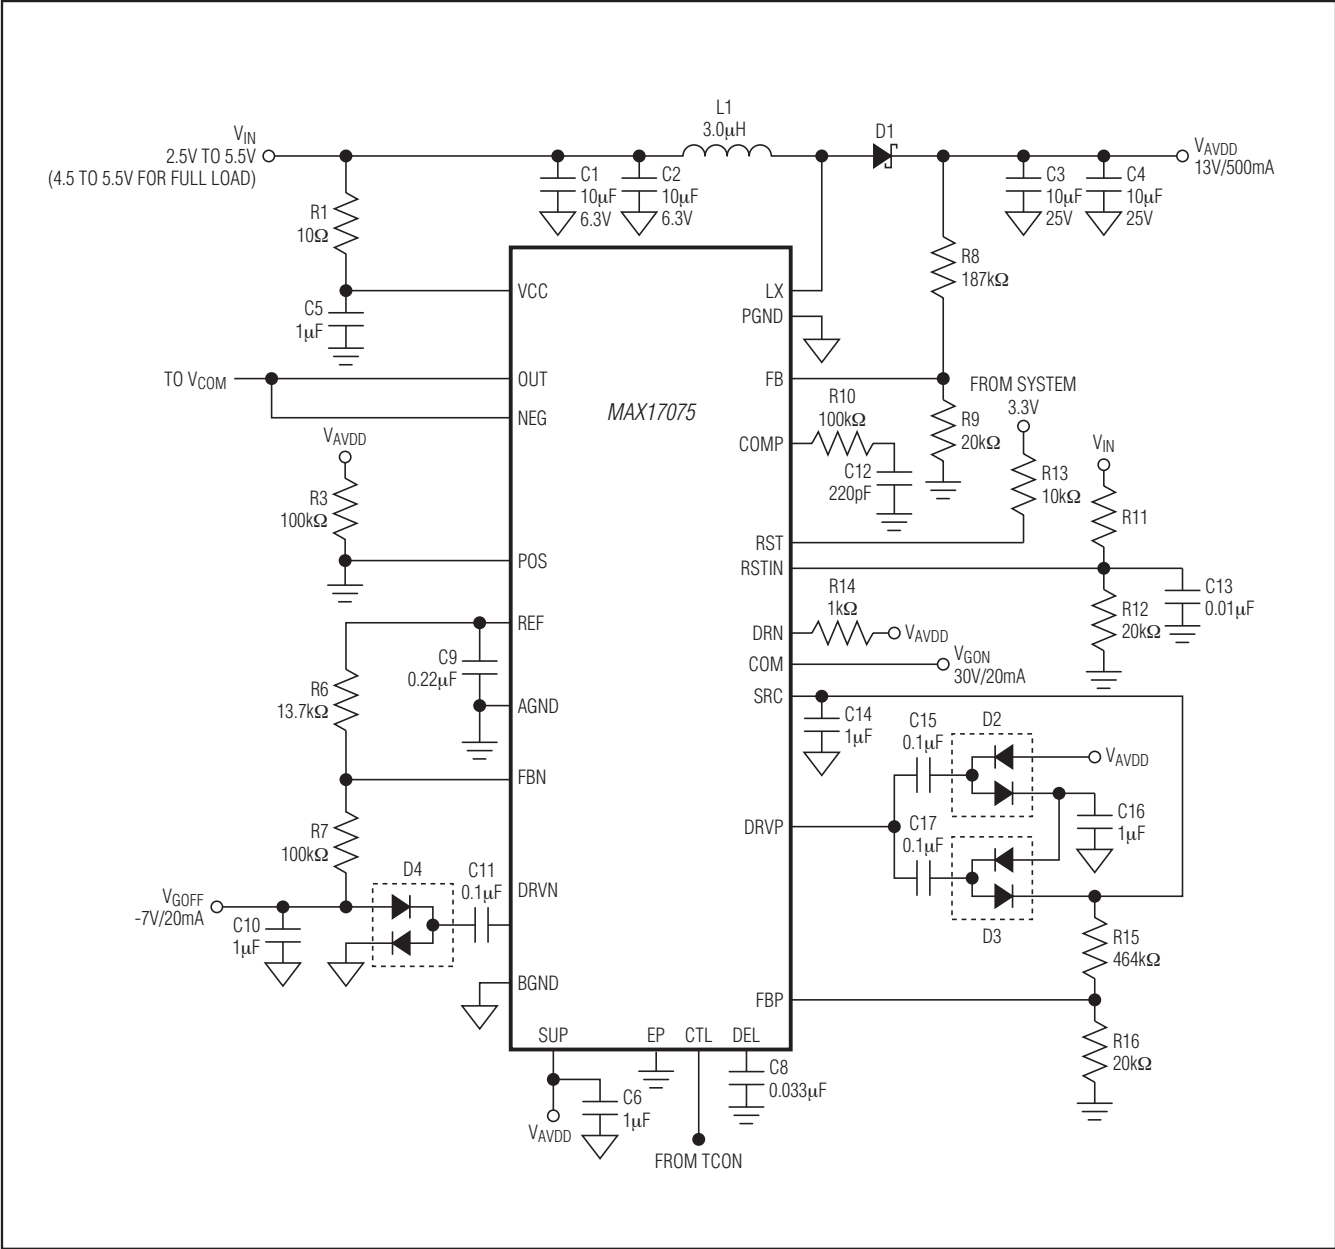 L1
3.0μH
D1
VIN
2.5V TO 5.5V
(4.5 TO 5.5V FOR FULL LOAD)
VAVDD
13V/500mA
C1
10μF
6.3V
C2
10μF
6.3V
C3
10μF
25V
C4
10μF
25V
R1
10Ω
R8
187kΩ
VCC
LX
C5
1μF
PGND
TO VCOM
OUT
FB
FROM SYSTEM
3.3V
NEG
MAX17075
R10
100kΩ
R9
20kΩ
VAVDD
COMP
VIN
C12
220pF
R13
10kΩ
R3
100kΩ
R11
RST
POS
RSTIN
R14
1kΩ
C13
0.01μF
R12
20kΩ
REF
DRN
VAVDD
C9
0.22μF
COM
VGON
30V/20mA
R6
13.7kΩ
SRC
AGND
C14
1μF
C15
0.1μF
D2
VAVDD
FBN
C16
1μF
C17
0.1μF
DRVP
R7
100kΩ
D4
C11
0.1μF
DRVN
VGOFF
-7V/20mA
C10
1μF
D3
R15
464kΩ
BGND
FBP
SUP
EP
CTL
DEL
R16
20kΩ
C8
0.033μF
C6
1μF
VAVDD
FROM TCON